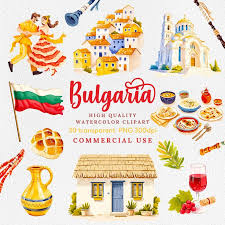 Bulgaria
HIGH QUALITY
WATERCOLOR CLIPART
20 transparent PNG 300dpi
COMMERCIAL USE